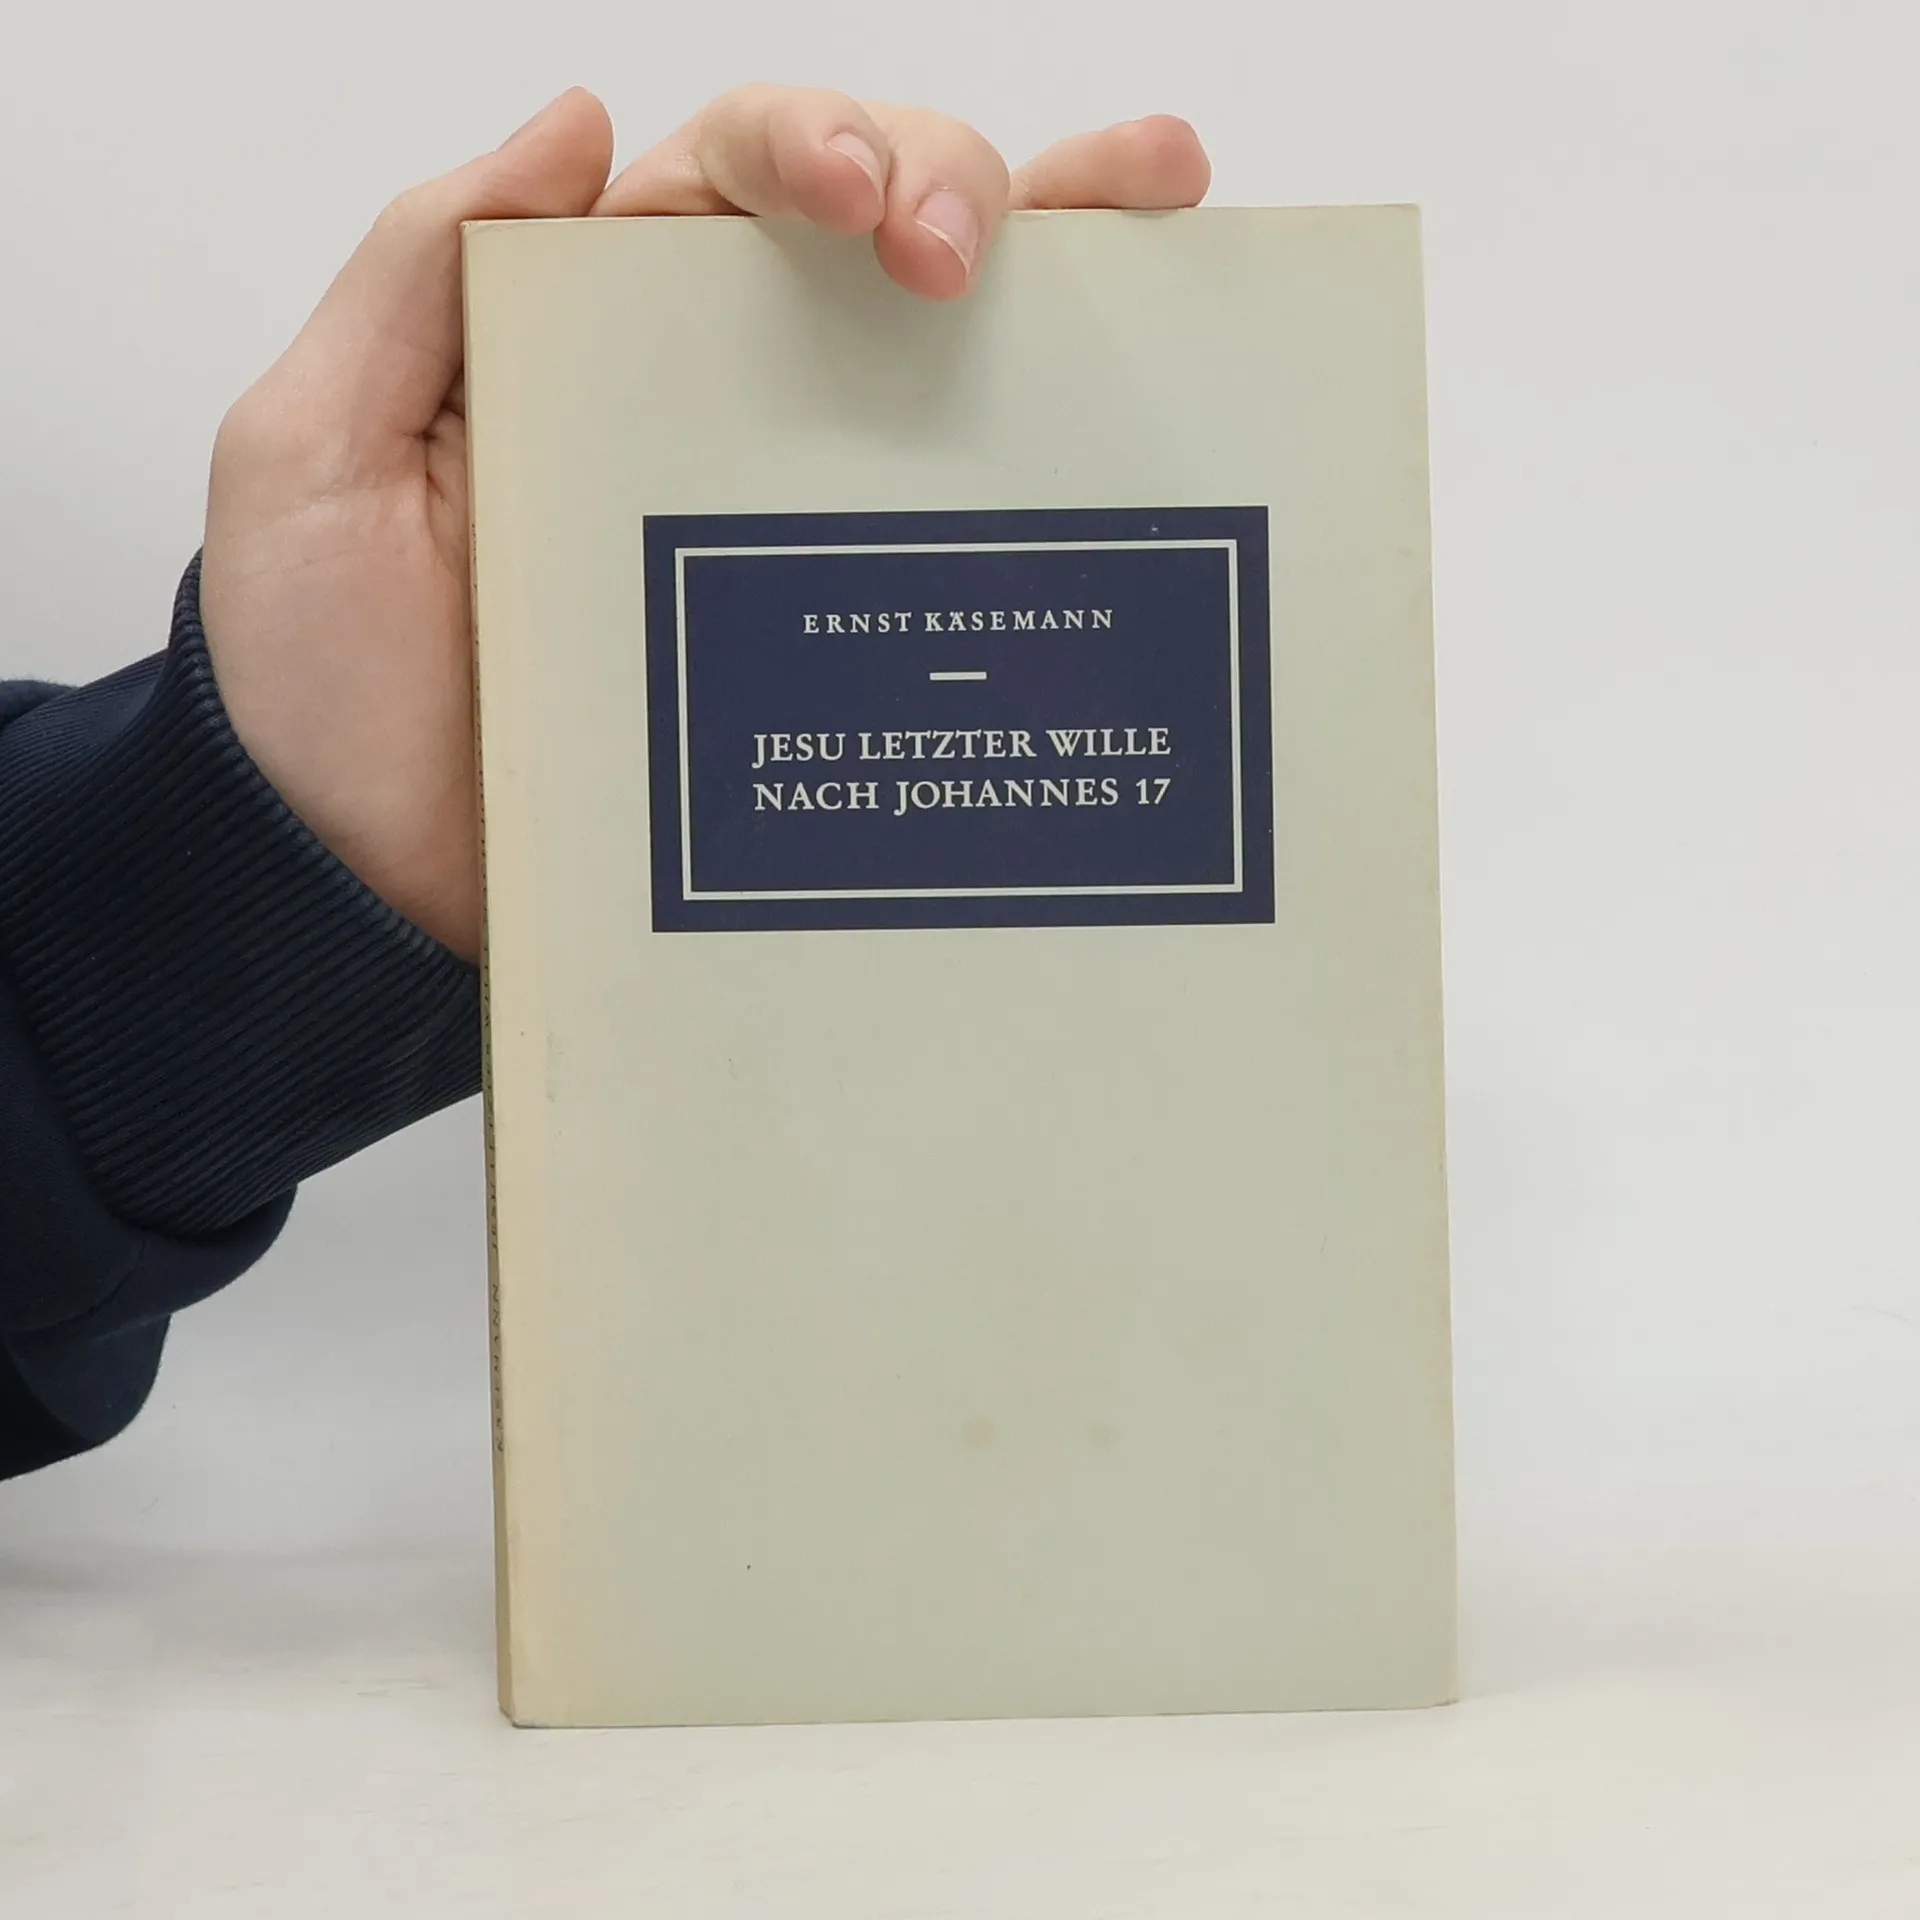 ERNST KÄSEMANN
JESU LETZTER WILLE
NACH JOHANNES 17